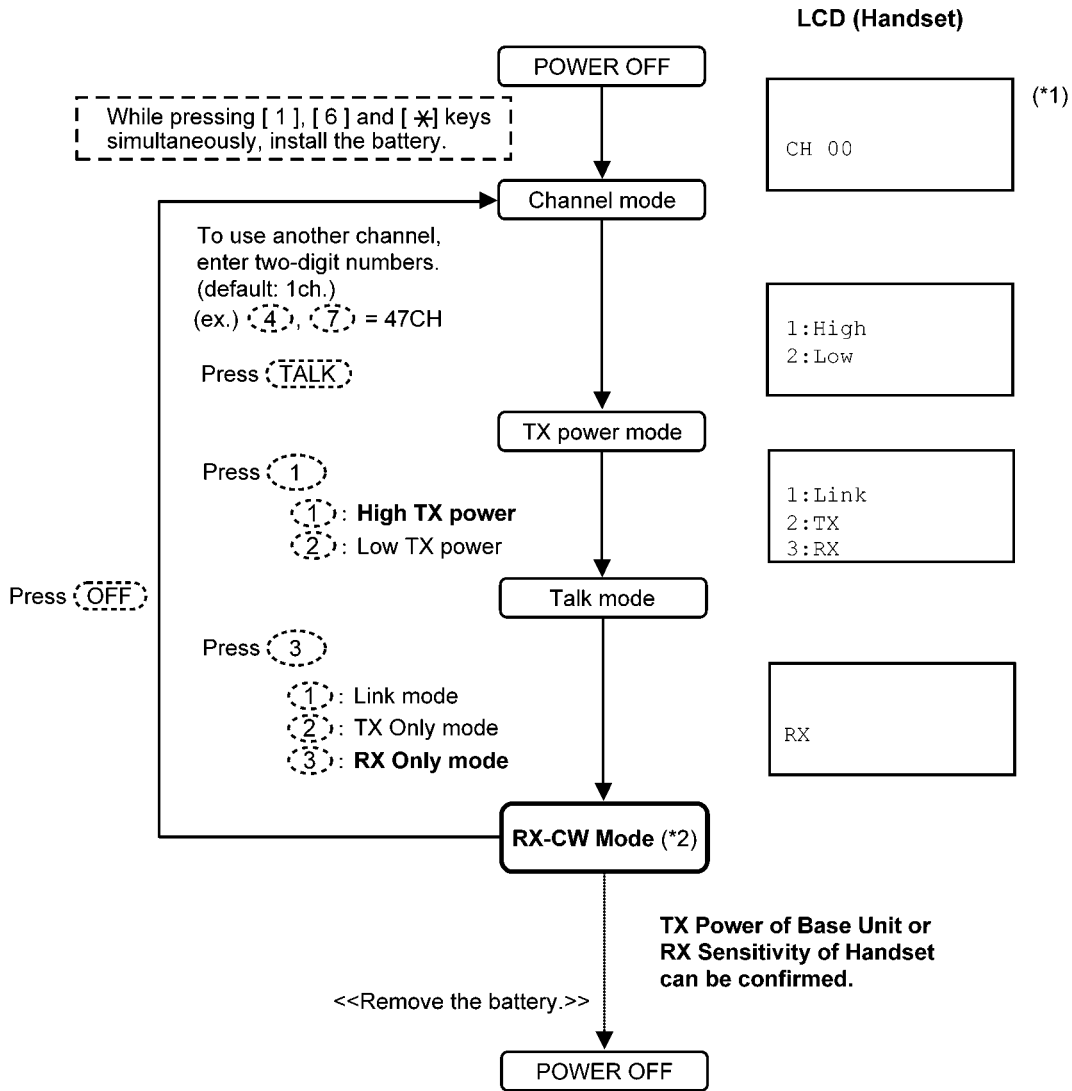 LCD (Handset)
POWER OFF
(*1)
While pressing [ 1 ], [ 6 ] and [ * ] keys
simultaneously, install the battery.
CH 00
Channel mode
To use another channel,
enter two-digit numbers.
(default: 1ch.)
(ex.) 4, 7 = 47CH
1:High
2:Low
Press TALK
TX power mode
Press 1
1 : High TX power
2 : Low TX power
1:Link
2:TX
3:RX
Press OFF
Talk mode
Press 3
1 : Link mode
2 : TX Only mode
3 : RX Only mode
RX
RX-CW Mode (*2)
TX Power of Base Unit or
RX Sensitivity of Handset
can be confirmed.
<<Remove the battery.>>
POWER OFF